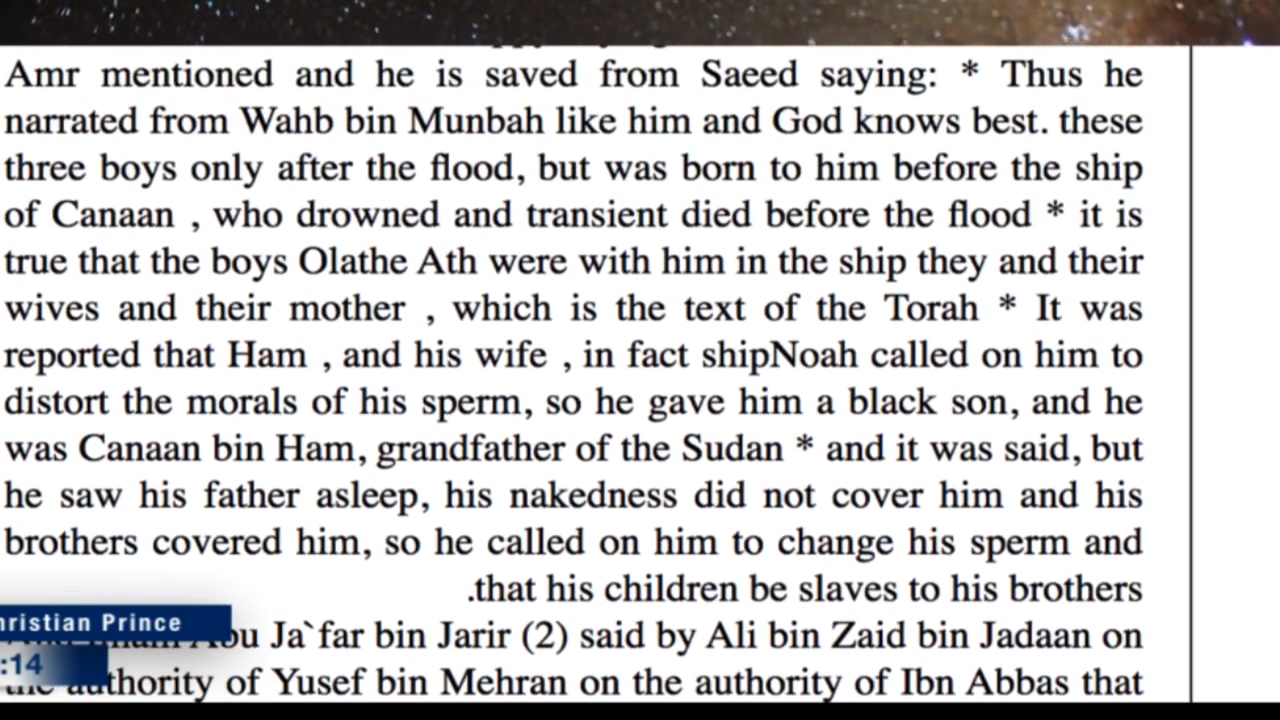 Amr mentioned and he is saved from Saeed saying: * Thus he
narrated from Wahb bin Munbah like him and God knows best. these
three boys only after the flood, but was born to him before the ship
of Canaan , who drowned and transient died before the flood * it is
true that the boys Olathe Ath were with him in the ship they and their
wives and their mother , which is the text of the Torah * It was
reported that Ham , and his wife , in fact shipNoah called on him to
distort the morals of his sperm, so he gave him a black son, and he
was Canaan bin Ham, grandfather of the Sudan * and it was said, but
he saw his father asleep, his nakedness did not cover him and his
brothers covered him, so he called on him to change his sperm and
.that his children be slaves to his brothers
hristian Prince
Ja`far bin Jarir (2) said by Ali bin Zaid bin Jadaan on
:14
authority of Yusef bin Mehran on the authority of Ibn Abbas that